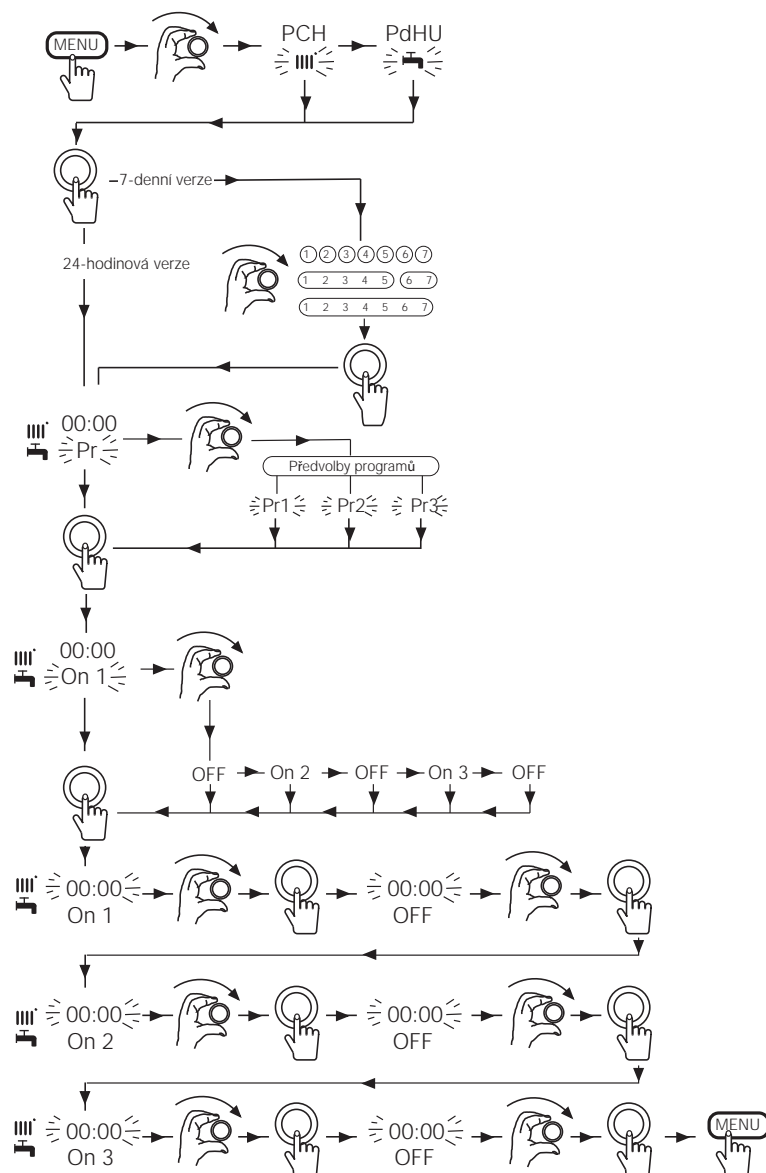 MENU
PCH PdHU
7-denní verze
24-hodinová verze
1 2 3 4 5 6 7
1 2 3 4 5 6 7
1 2 3 4 5 6 7
00:00
Pr
Předvolby programů
Pr1 Pr2 Pr3
00:00
On 1
OFF On 2 OFF On 3 OFF
00:00 00:00
On 1 OFF
00:00 00:00
On 2 OFF
00:00 00:00 MENU
On 3 OFF